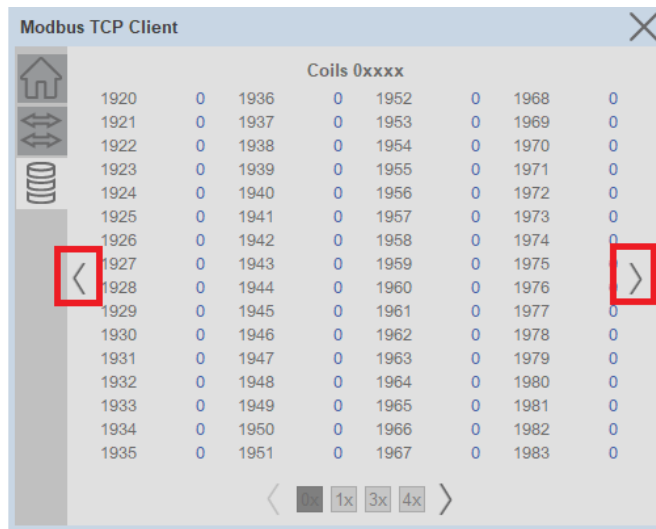 Modbus TCP Client
Coils 0xxxx
1920 0 1936 0 1952 0 1968 0
1921 0 1937 0 1953 0 1969 0
1922 0 1938 0 1954 0 1970 0
1923 0 1939 0 1955 0 1971 0
1924 0 1940 0 1956 0 1972 0
1925 0 1941 0 1957 0 1973 0
1926 0 1942 0 1958 0 1974 0
1927 0 1943 0 1959 0 1975 0
1928 0 1944 0 1960 0 1976 0
1929 0 1945 0 1961 0 1977 0
1930 0 1946 0 1962 0 1978 0
1931 0 1947 0 1963 0 1979 0
1932 0 1948 0 1964 0 1980 0
1933 0 1949 0 1965 0 1981 0
1934 0 1950 0 1966 0 1982 0
1935 0 1951 0 1967 0 1983 0
0x 1x 3x 4x